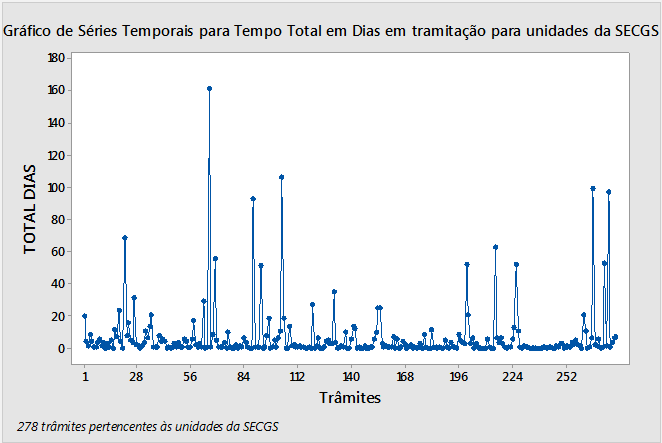 Gráfico de Séries Temporais para Tempo Total em Dias em tramitação para unidades da SECGS
180
160
140
120
100
80
60
40
20
0
TOTAL DIAS
1 28 56 84 112 140 168 196 224 252
Trâmites
278 trâmites pertencentes às unidades da SECGS